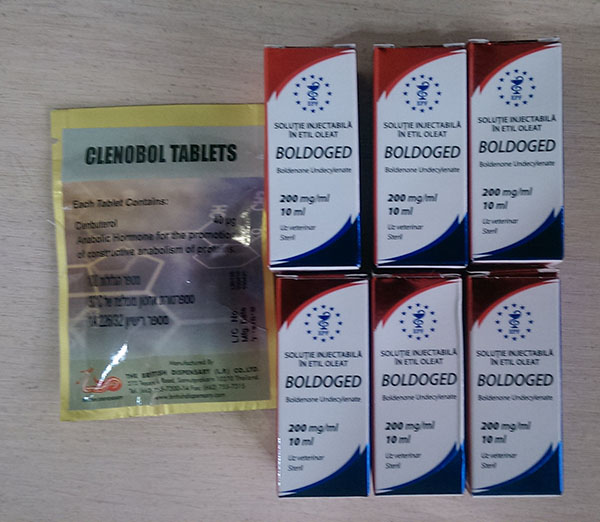 CLENOBOL TABLETS
Each Tablet Contains:
Clenbuterol 40 µg
Anabolic Hormone for the promotion
of constructive anabolism of
Manufactured By
THE BRITISH DISPENSARY (L.P.) CO.,LTD.
SOLUȚIE INJECTABILĂ
ÎN ETIL OLEAT
BOLDOGED
Boldenone Undecylenate
200 mg/ml
10 ml
Uz veterinar
Steril
SOLUȚIE INJECTABILĂ
ÎN ETIL OLEAT
BOLDOGED
Boldenone Undecylenate
200 mg/ml
10 ml
Uz veterinar
Steril
SOLUȚIE INJECTABILĂ
ÎN ETIL OLEAT
BOLDOGED
Boldenone Undecylenate
200 mg/ml
10 ml
Uz veterinar
Steril
SOLUȚIE INJECTABILĂ
ÎN ETIL OLEAT
BOLDOGED
Boldenone Undecylenate
200 mg/ml
10 ml
Uz veterinar
Steril
SOLUȚIE INJECTABILĂ
ÎN ETIL OLEAT
BOLDOGED
Boldenone Undecylenate
200 mg/ml
10 ml
Uz veterinar
Steril
SOLUȚIE INJECTABILĂ
ÎN ETIL OLEAT
BOLDOGED
Boldenone Undecylenate
200 mg/ml
10 ml
Uz veterinar
Steril